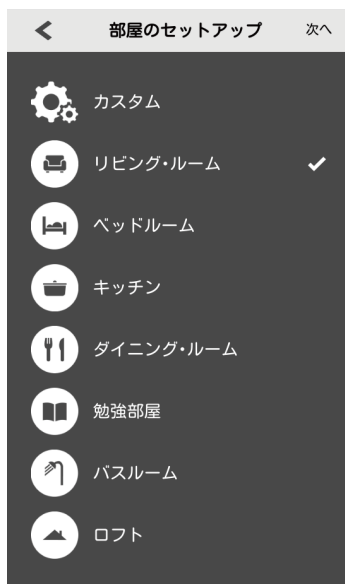 部屋のセットアップ 次へ
カスタム
リビング・ルーム
ベッドルーム
キッチン
ダイニング・ルーム
勉強部屋
バスルーム
ロフト